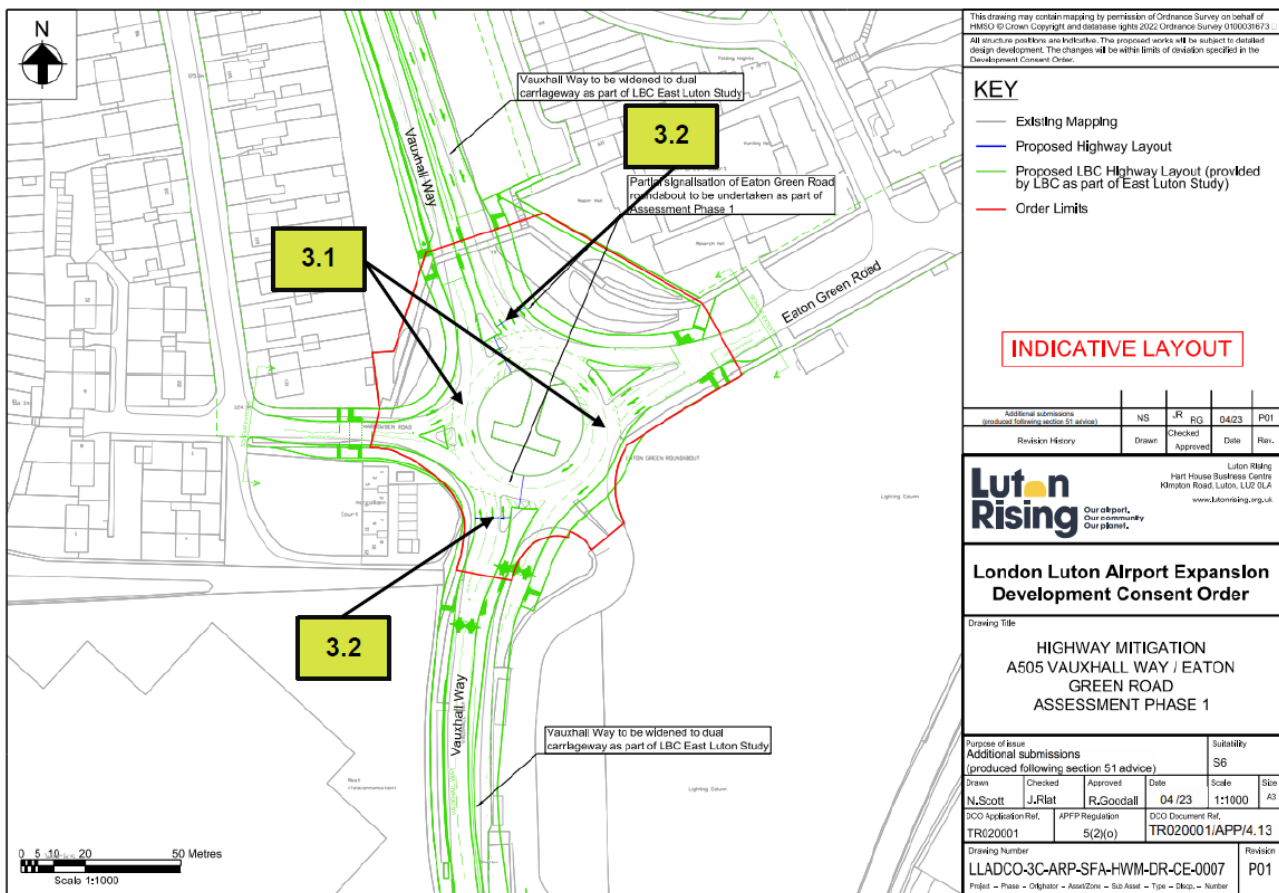 N
Vauxhall Way to be widened to dual
carriageway as part of LBC East Luton Study
Vauxhall Way
3.2
Partial signalisation of Eaton Green Road
roundabout to be undertaken as part of
Assessment Phase 1
3.1
Eaton Green Road
EATON GREEN ROUNDABOUT
Lighting Column
Court
3.2
Vauxhall Way
Vauxhall Way to be widened to dual
carriageway as part of LBC East Luton Study
Mast
(Telecommunication)
Lighting Column
0 5 10 20 50 Metres
Scale 1:1000
This drawing may contain mapping by permission of Ordnance Survey on behalf of
HMSO © Crown Copyright and database rights 2022 Ordnance Survey 0100031673
All structure positions are indicative. The proposed works will be subject to detailed
design development. The changes will be within limits of deviation specified in the
Development Consent Order.
KEY
Existing Mapping
Proposed Highway Layout
Proposed LBC Highway Layout (provided
by LBC as part of East Luton Study)
Order Limits
INDICATIVE LAYOUT
Additional submissions
(produced following section 51 advice)
NS JR RG 04/23 P01
Revision History Drawn Checked Approved Date Rev.
Luton Rising
Our airport.
Our community
Our planet.
Luton Rising
Hart House Business Centre
Kimpton Road, Luton, LU2 0LA
www.lutonrising.org.uk
London Luton Airport Expansion
Development Consent Order
Drawing Title
HIGHWAY MITIGATION
A505 VAUXHALL WAY / EATON
GREEN ROAD
ASSESSMENT PHASE 1
Purpose of issue
Additional submissions
(produced following section 51 advice)
Suitability
S6
Drawn Checked Approved Date Scale Size
N.Scott J.Rlat R.Goodall 04/23 1:1000 A3
DCO Application Ref. APFP Regulation DCO Document Ref.
TR020001 5(2)(o) TR020001/APP/4.13
Drawing Number Revision
LLADCO-3C-ARP-SFA-HWM-DR-CE-0007 P01
Project – Phase – Originator – Asset/Zone – Sub Asset – Type – Discp. – Number